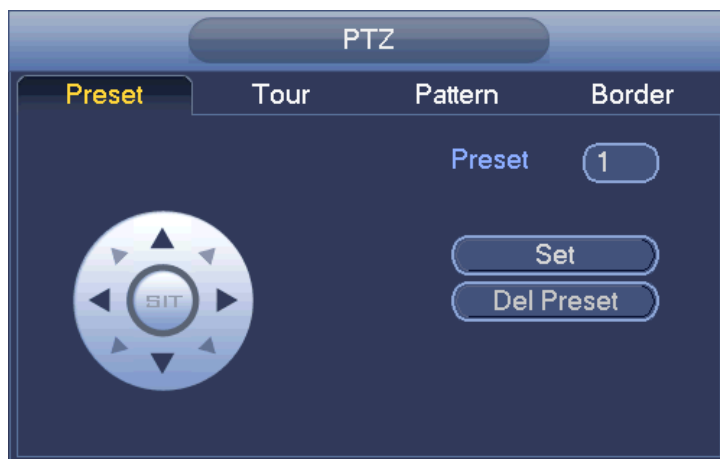 PTZ
Preset Tour Pattern Border
Preset 1
Set
SIT
Del Preset